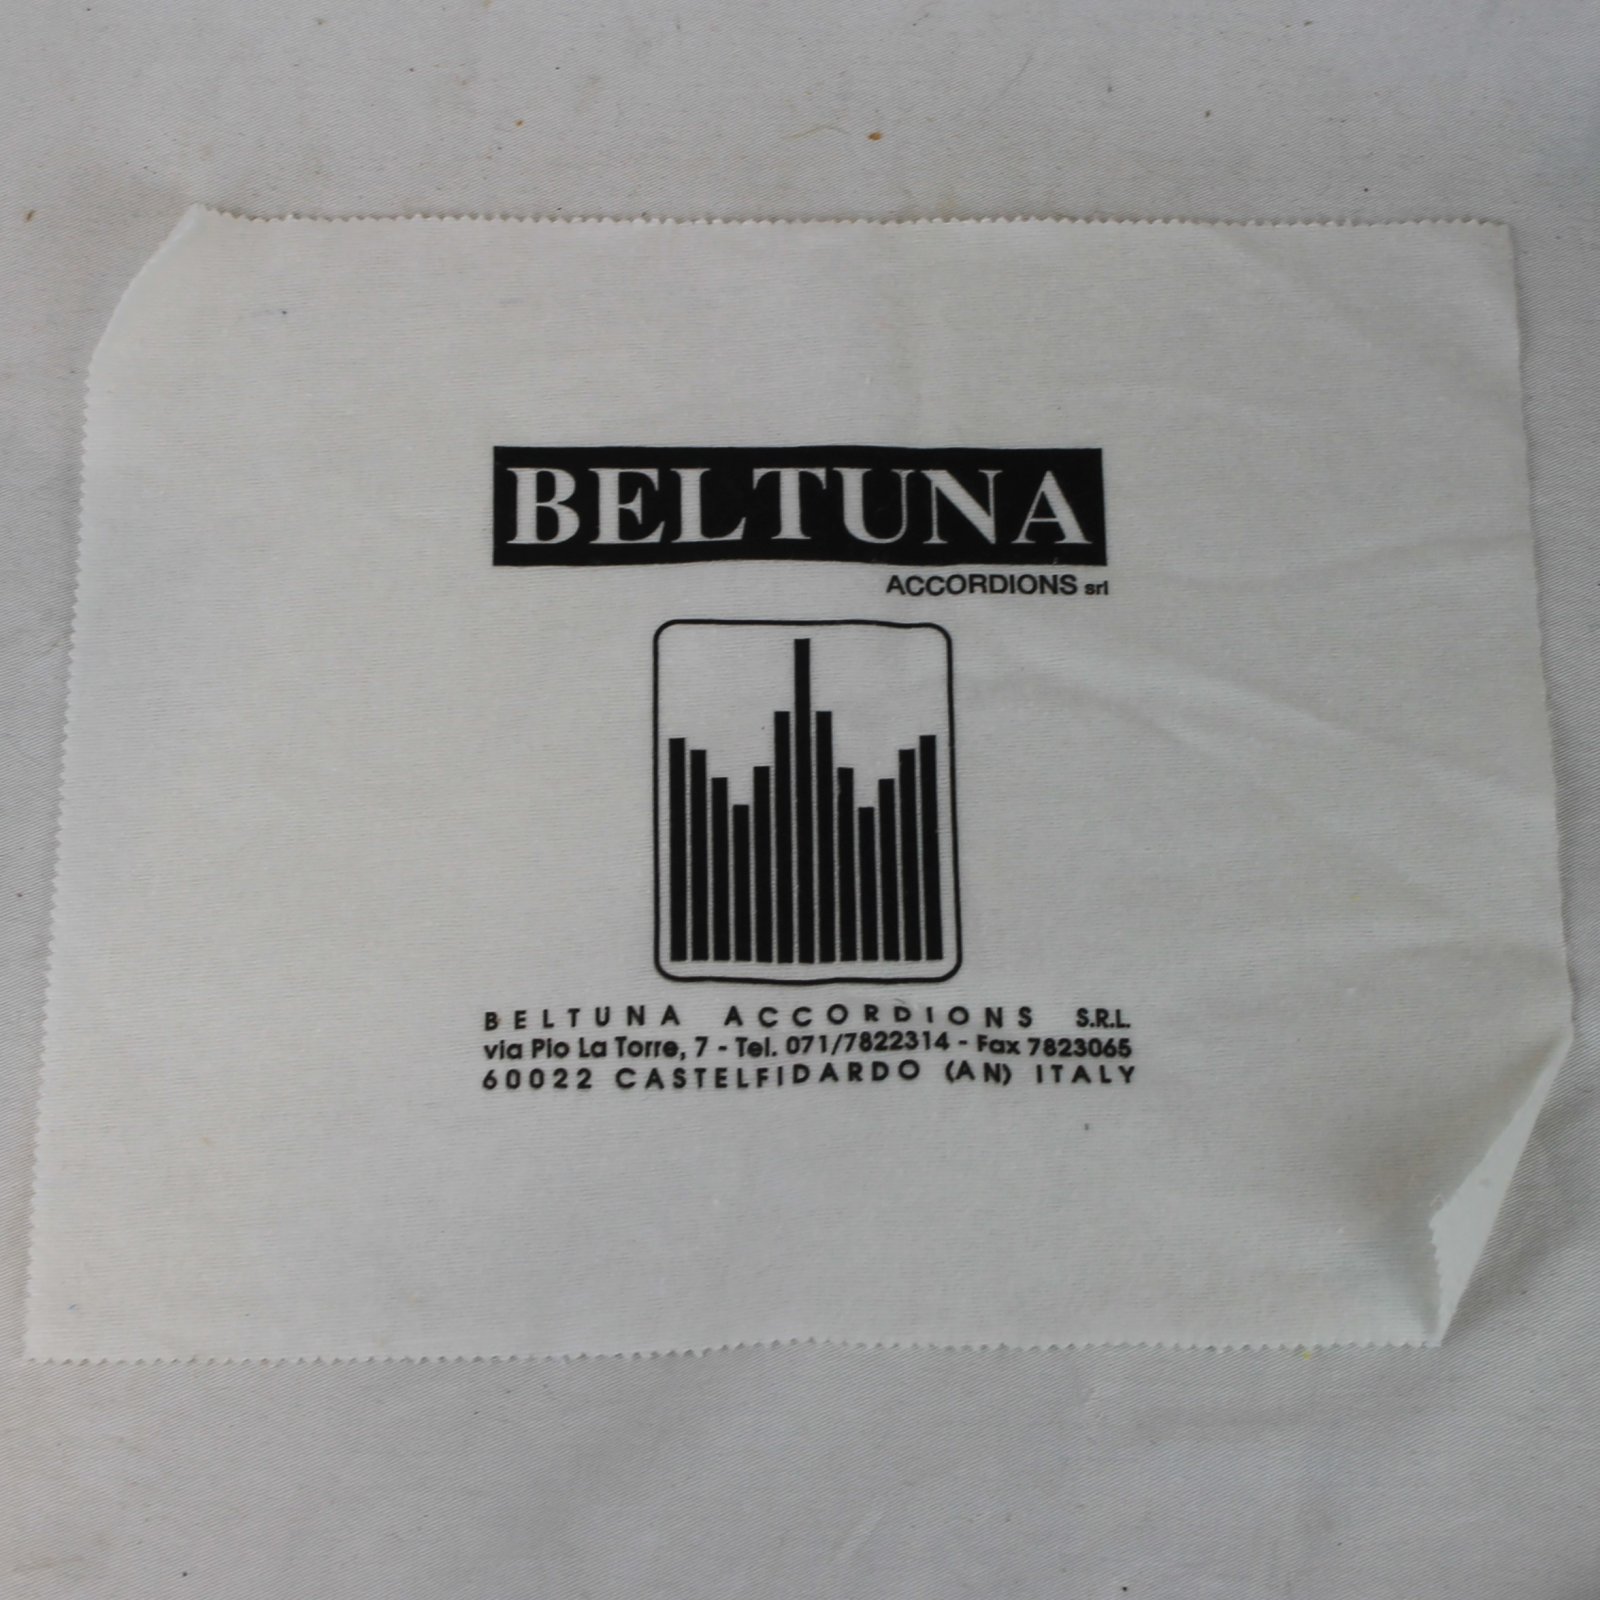 BELTUNA
ACCORDIONS srl
BELTUNA ACCORDIONS S.R.L.
via Pio La Torre, 7 - Tel. 071/7822314 - Fax 7823065
60022 CASTELFIDARDO (AN) ITALY